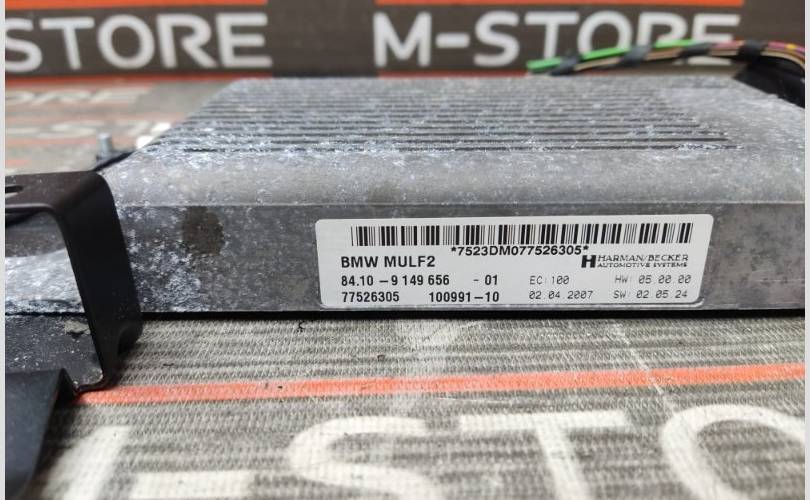 STORE
M-STORE
*7523DM077526305*
BMW MULF2
HARMAN/BECKER
AUTOMOTIVE SYSTEMS
84.10 - 9 149 656 - 01 EC: 100 HW: 05.00.00
77526305 100991-10 02.04.2007 SW: 02.05.24
-STORE